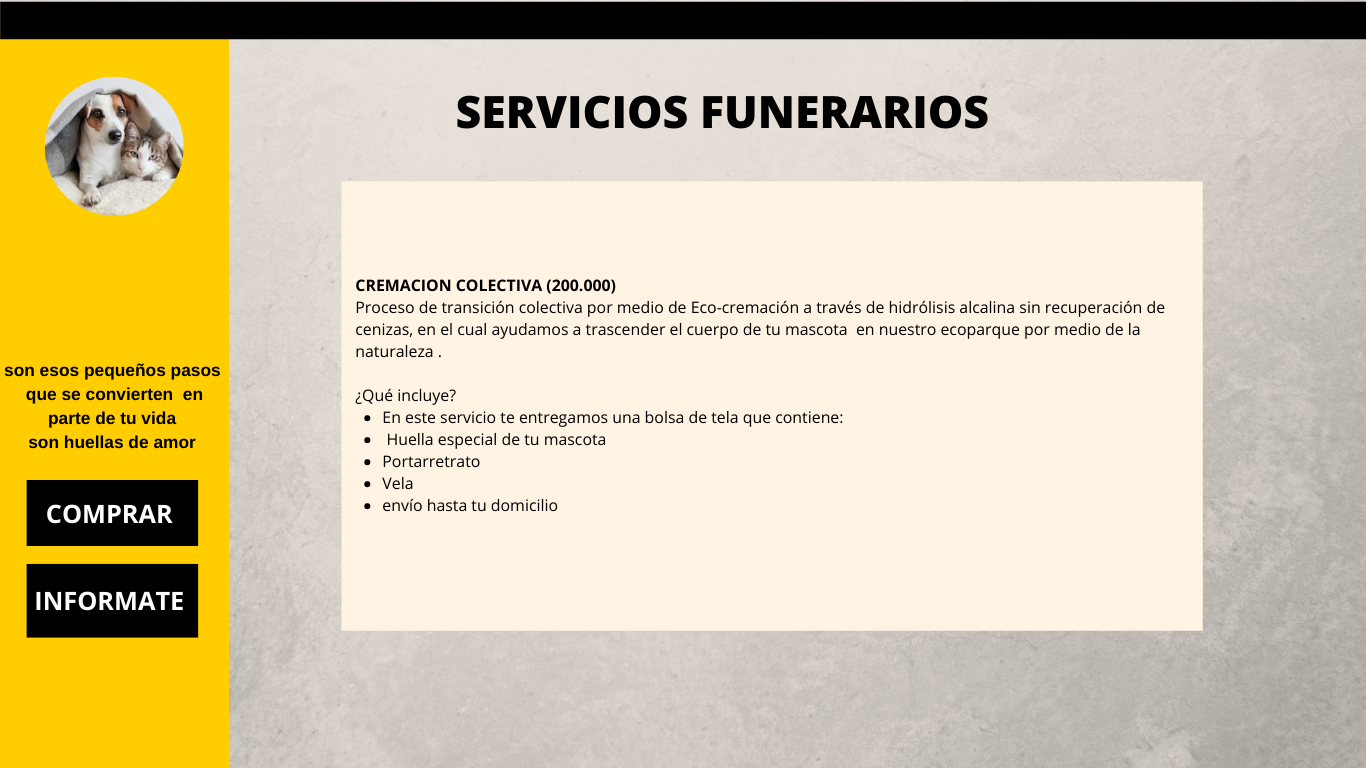 SERVICIOS FUNERARIOS
CREMACION COLECTIVA (200.000)
Proceso de transición colectiva por medio de Eco-cremación a través de hidrólisis alcalina sin recuperación de
cenizas, en el cual ayudamos a trascender el cuerpo de tu mascota  en nuestro ecoparque por medio de la
naturaleza .
¿Qué incluye?
• En este servicio te entregamos una bolsa de tela que contiene:
•  Huella especial de tu mascota
• Portarretrato
• Vela
• envío hasta tu domicilio
son esos pequeños pasos
que se convierten  en
parte de tu vida
son huellas de amor
COMPRAR
INFORMATE